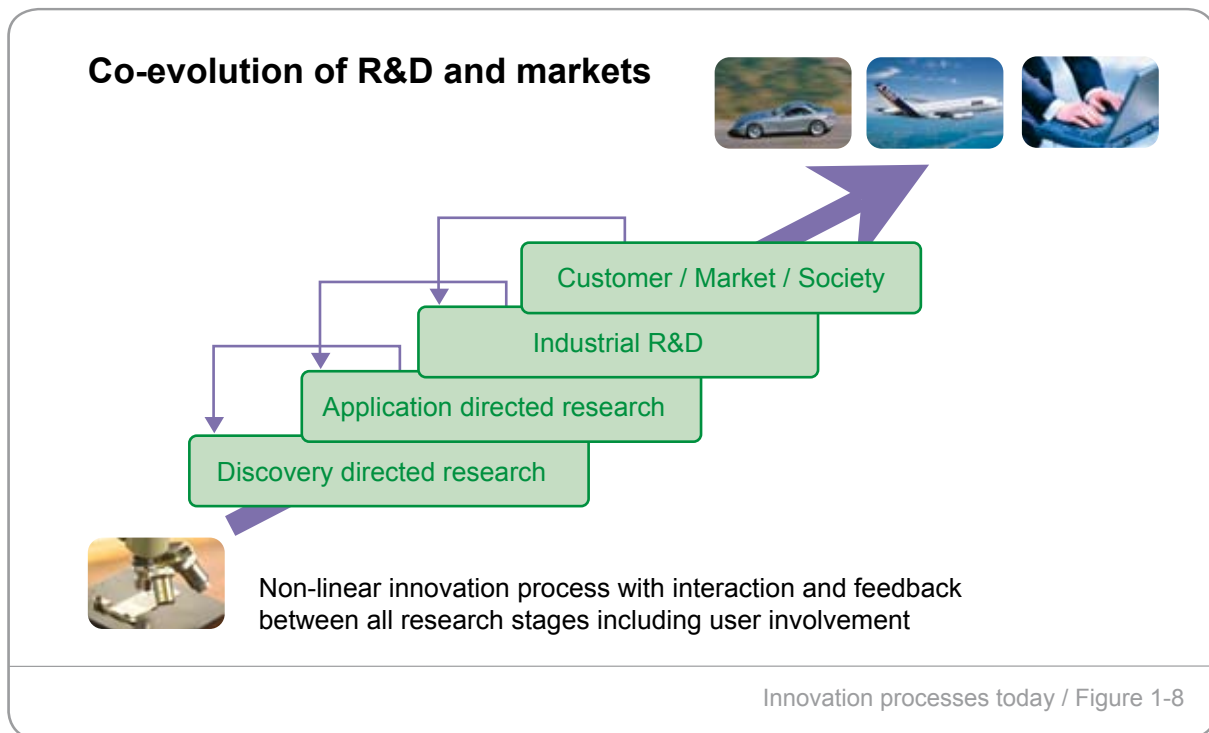 Co-evolution of R&D and markets
Customer / Market / Society
Industrial R&D
Application directed research
Discovery directed research
Non-linear innovation process with interaction and feedback
between all research stages including user involvement
Innovation processes today / Figure 1-8